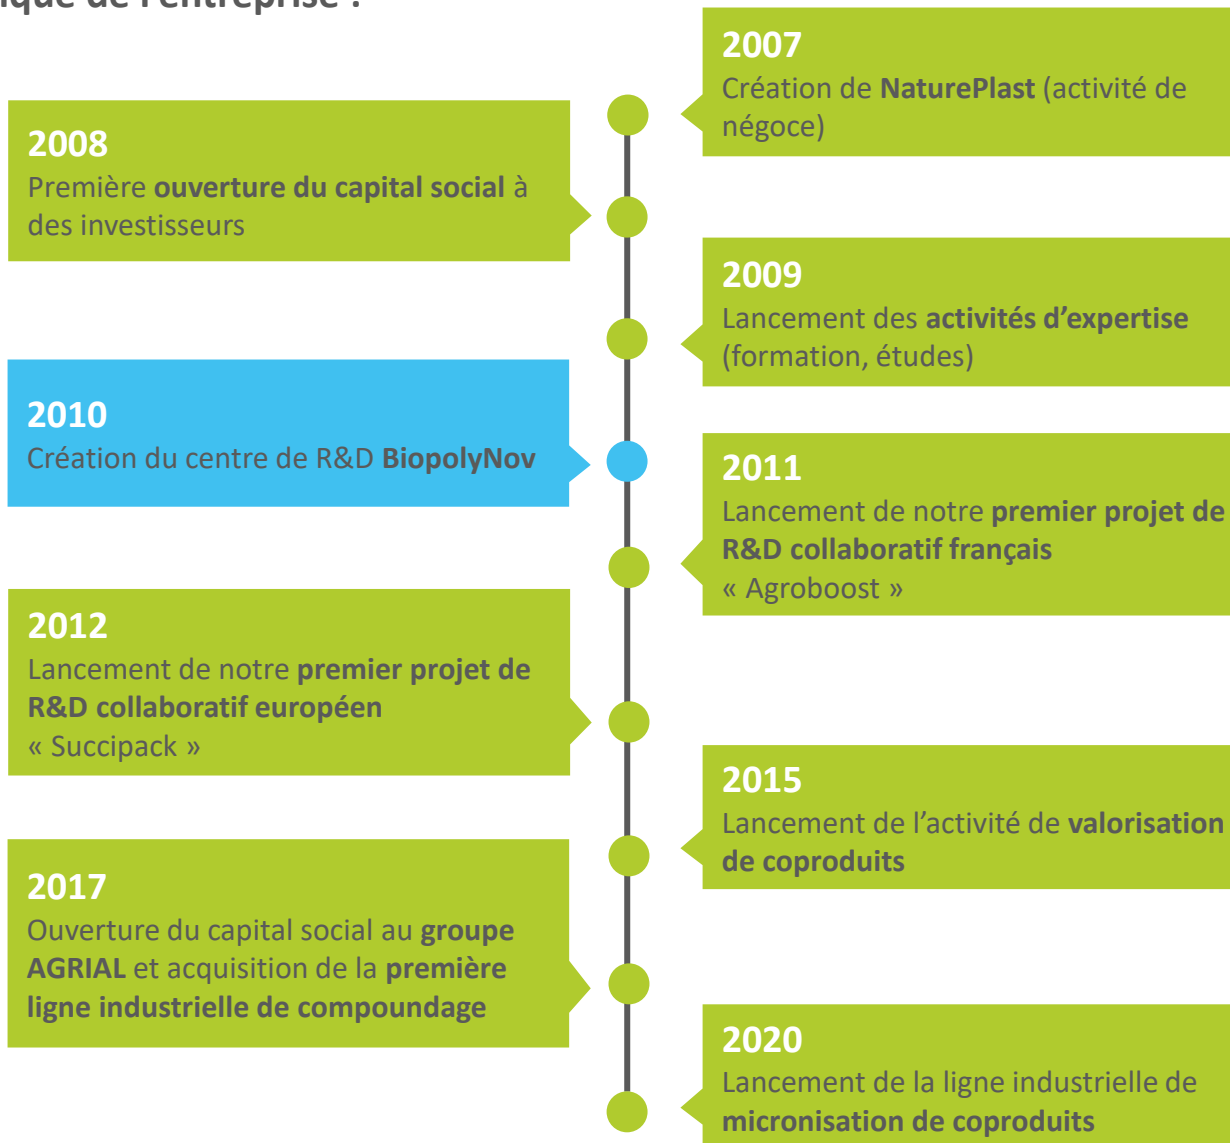 de l'entreprise :
2007
Création de NaturePlast (activité de
négoce)
2008
Première ouverture du capital social à
des investisseurs
2009
Lancement des activités d’expertise
(formation, études)
2010
Création du centre de R&D BiopolyNov
2011
Lancement de notre premier projet de
R&D collaboratif français
« Agroboost »
2012
Lancement de notre premier projet de
R&D collaboratif européen
« Succipack »
2015
Lancement de l’activité de valorisation
de coproduits
2017
Ouverture du capital social au groupe
AGRIAL et acquisition de la première
ligne industrielle de compoundage
2020
Lancement de la ligne industrielle de
micronisation de coproduits